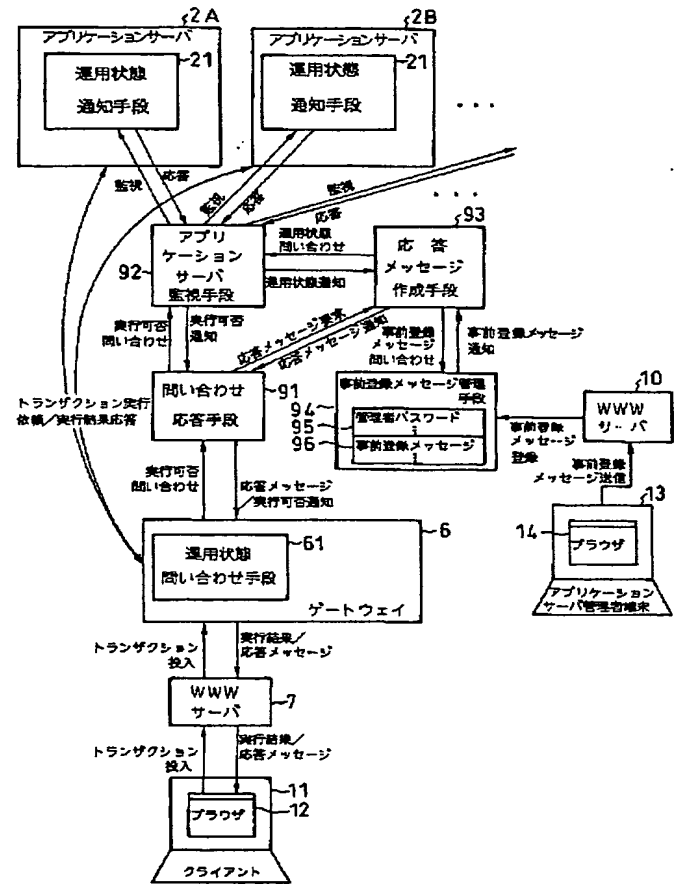 2A
アプリケーションサーバ
21
運用状態
通知手段
2B
アプリケーションサーバ
21
運用状態
通知手段
・・・
監視
応答
監視
応答
監視
応答
・・・
92
アプリ
ケーション
サーバ
監視手段
運用状態
問い合わせ
運用状態通知
93
応 答
メッセージ
作成手段
実行可否
問い合わせ
実行可否
通知
応答メッセージ要求
応答メッセージ通知
事前登録
メッセージ
問い合わせ
事前登録メッセージ
通知
トランザクション実行
依頼/実行結果応答
問い合わせ
応答手段
91
事前登録メッセージ管理
手段
94
95
管理者パスワード
96
事前登録メッセージ
10
WWW
サーバ
事前登録
メッセージ
登録
事前登録
メッセージ送信
13
14
ブラウザ
アプリケーション
サーバ管理者端末
実行可否
問い合わせ
応答メッセージ
/実行可否通知
6
61
運用状態
問い合わせ手段
ゲートウェイ
トランザクション
投入
実行結果/
応答メッセージ
WWW
サーバ
7
トランザクション
投入
実行結果/
応答メッセージ
11
ブラウザ
12
クライアント